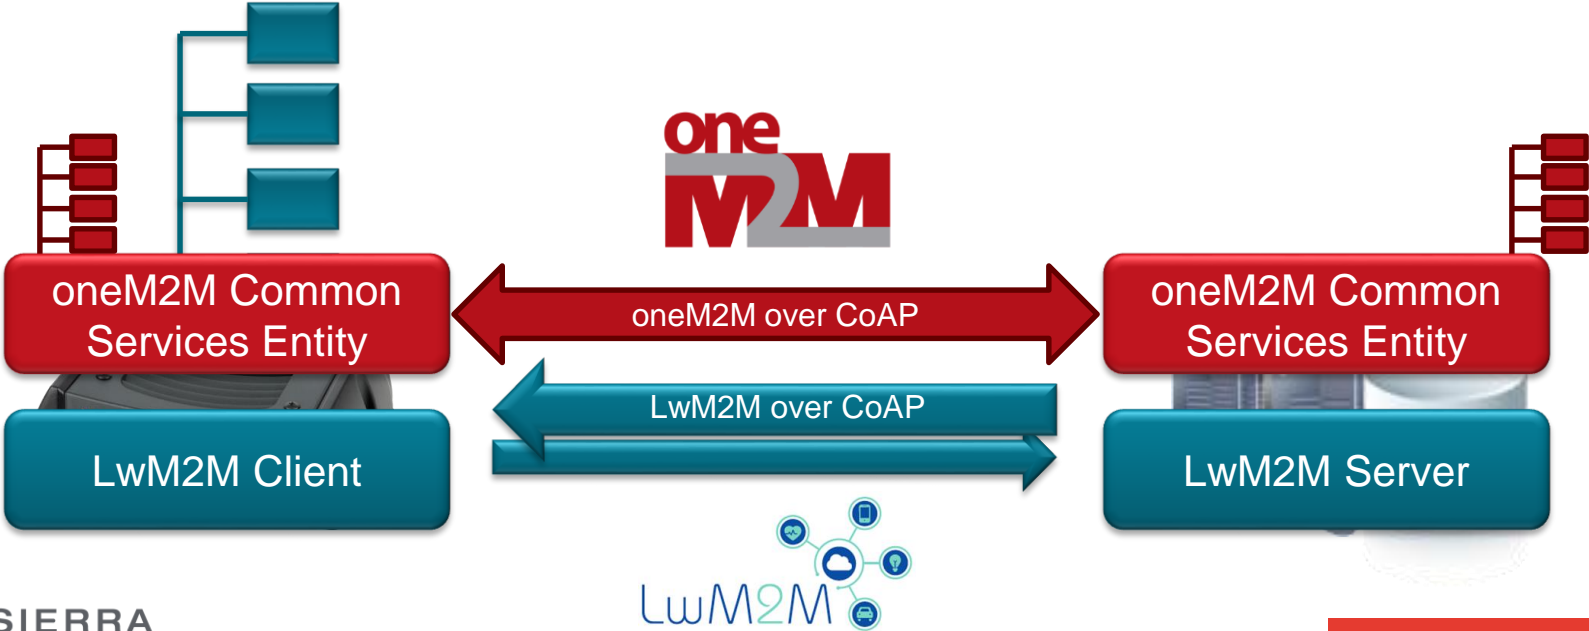 one
M2M
oneM2M Common
Services Entity
oneM2M over CoAP
oneM2M Common
Services Entity
LwM2M over CoAP
LwM2M Client
LwM2M Server
LwM2M
SIERRA